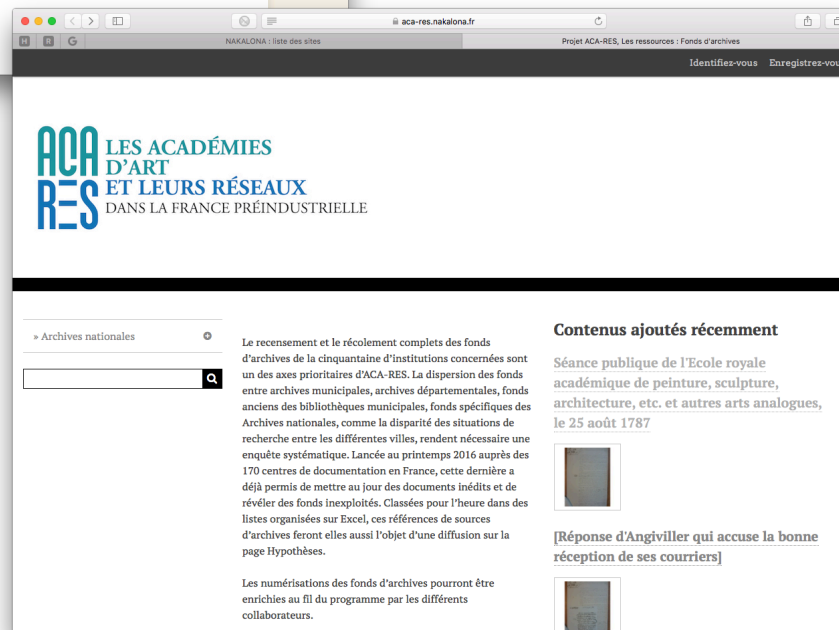 aca-res.nakalona.fr
H R G
NAKALONA : liste des sites
Projet ACA-RES, Les ressources : Fonds d'archives
Identifiez-vous Enregistrez-vou
ACA
RES
LES ACADÉMIES
D'ART
ET LEURS RÉSEAUX
DANS LA FRANCE PRÉINDUSTRIELLE
» Archives nationales
Le recensement et le récolement complets des fonds
d'archives de la cinquantaine d'institutions concernées sont
un des axes prioritaires d'ACA-RES. La dispersion des fonds
entre archives municipales, archives départementales, fonds
anciens des bibliothèques municipales, fonds spécifiques des
Archives nationales, comme la disparité des situations de
recherche entre les différentes villes, rendent nécessaire une
enquête systématique. Lancée au printemps 2016 auprès des
170 centres de documentation en France, cette dernière a
déjà permis de mettre au jour des documents inédits et de
révéler des fonds inexploités. Classées pour l'heure dans des
listes organisées sur Excel, ces références de sources
d'archives feront elles aussi l'objet d'une diffusion sur la
page Hypothèses.
Les numérisations des fonds d'archives pourront être
enrichies au fil du programme par les différents
collaborateurs.
Contenus ajoutés récemment
Séance publique de l'Ecole royale
académique de peinture, sculpture,
architecture, etc. et autres arts analogues,
le 25 août 1787
[Réponse d'Angiviller qui accuse la bonne
réception de ses courriers]